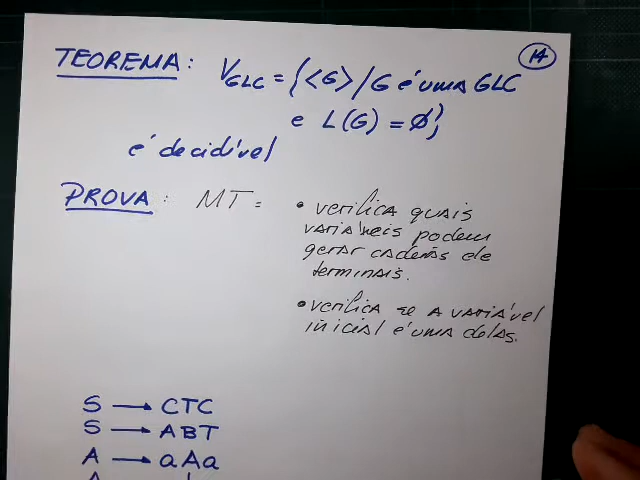 14
TEOREMA: V_GLC = {<G> / G é uma GLC
e L(G) = ∅}
é decidível
PROVA: MT =
• verifica quais
variáveis podem
gerar cadeias de
terminais.
• verifica se a variável
inicial é uma delas.
S → CTC
S → ABT
A → aAa